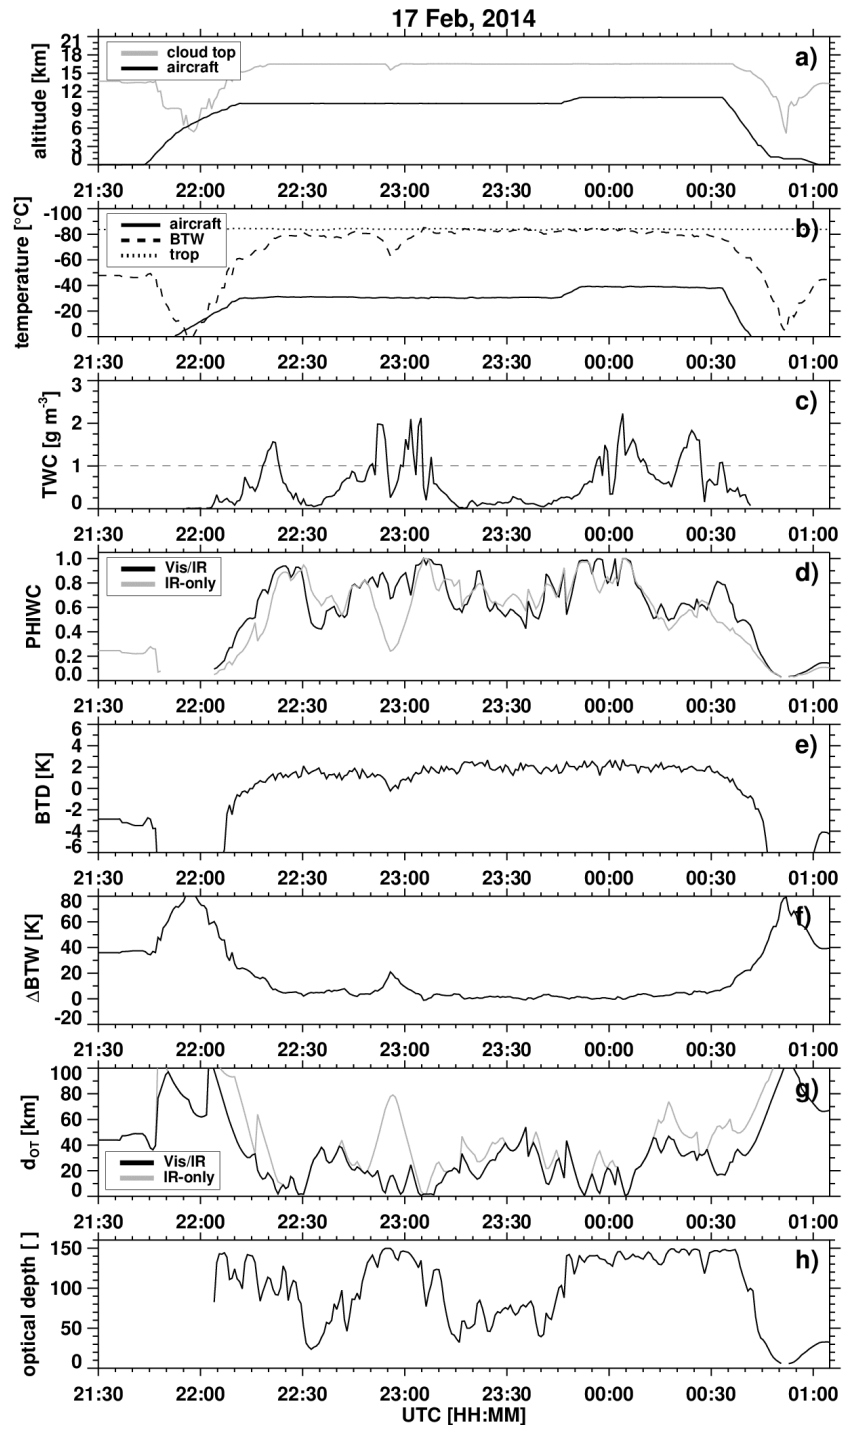 17 Feb, 2014
altitude [km]
21
18
15
12
9
6
3
0
cloud top
aircraft
a)
21:30 22:00 22:30 23:00 23:30 00:00 00:30 01:00
temperature [°C]
-100
-80
-60
-40
-20
0
aircraft
BTW
trop
b)
21:30 22:00 22:30 23:00 23:30 00:00 00:30 01:00
TWC [g m-3]
3
2
1
0
c)
21:30 22:00 22:30 23:00 23:30 00:00 00:30 01:00
PHIWC
1.0
0.8
0.6
0.4
0.2
0.0
Vis/IR
IR-only
d)
21:30 22:00 22:30 23:00 23:30 00:00 00:30 01:00
BTD [K]
6
4
2
0
-2
-4
-6
e)
21:30 22:00 22:30 23:00 23:30 00:00 00:30 01:00
ΔBTW [K]
80
60
40
20
0
-20
f)
21:30 22:00 22:30 23:00 23:30 00:00 00:30 01:00
dOT [km]
100
80
60
40
20
0
Vis/IR
IR-only
g)
21:30 22:00 22:30 23:00 23:30 00:00 00:30 01:00
optical depth [ ]
150
100
50
0
h)
21:30 22:00 22:30 23:00 23:30 00:00 00:30 01:00
UTC [HH:MM]